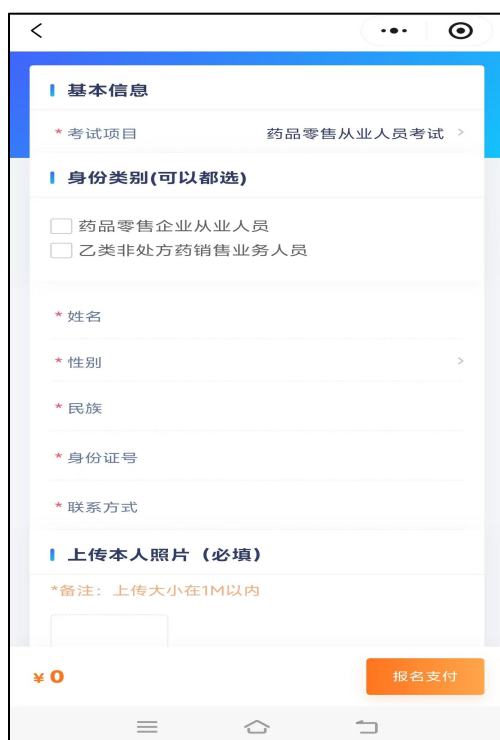 基本信息
* 考试项目 药品零售从业人员考试 >
身份类别(可以都选)
药品零售企业从业人员
乙类非处方药销售业务人员
* 姓名
* 性别 >
* 民族
* 身份证号
* 联系方式
上传本人照片（必填）
*备注：上传大小在1M以内
¥ 0 报名支付